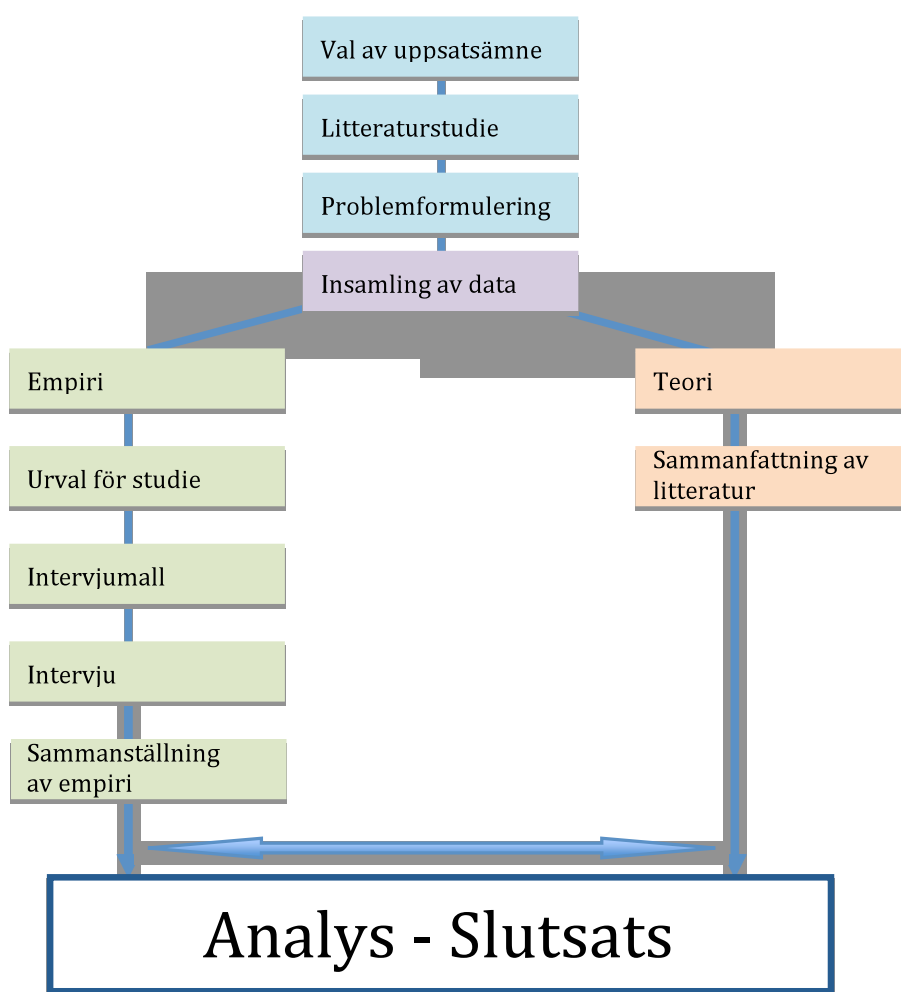 Val av uppsatsämne
Litteraturstudie
Problemformulering
Insamling av data
Empiri
Urval för studie
Intervjumall
Intervju
Sammanställning
av empiri
Teori
Sammanfattning av
litteratur
Analys - Slutsats